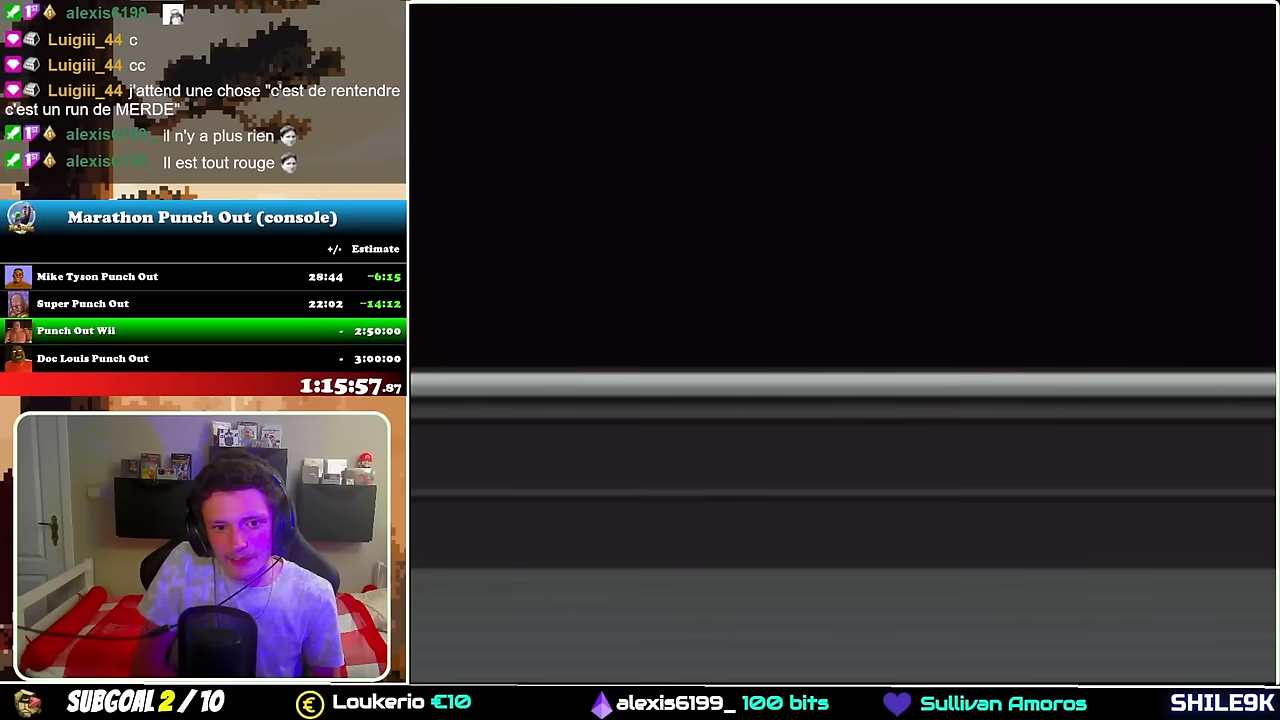 alexis6199_
Luigiii_44 c
Luigiii_44 cc
Luigiii_44 j'attend une chose "c'est de rentendre
c'est un run de MERDE"
alexis6199_ il n'y a plus rien
alexis6199_ Il est tout rouge
Marathon Punch Out (console)
+/- Estimate
Mike Tyson Punch Out 28:44 -6:15
Super Punch Out 22:02 -14:12
Punch Out Wii - 2:50:00
Doc Louis Punch Out - 3:00:00
1:15:57.87
SUBGOAL 2 / 10 Loukerio €10 alexis6199_ 100 bits Sullivan Amoros SHILE9K